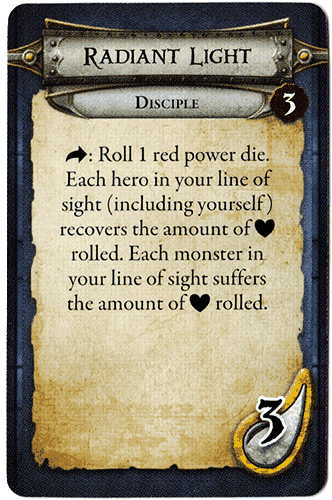 Radiant Light
Disciple
3
: Roll 1 red power die.
Each hero in your line of
sight (including yourself)
recovers the amount of ♥
rolled. Each monster in
your line of sight suffers
the amount of ♥ rolled.
3